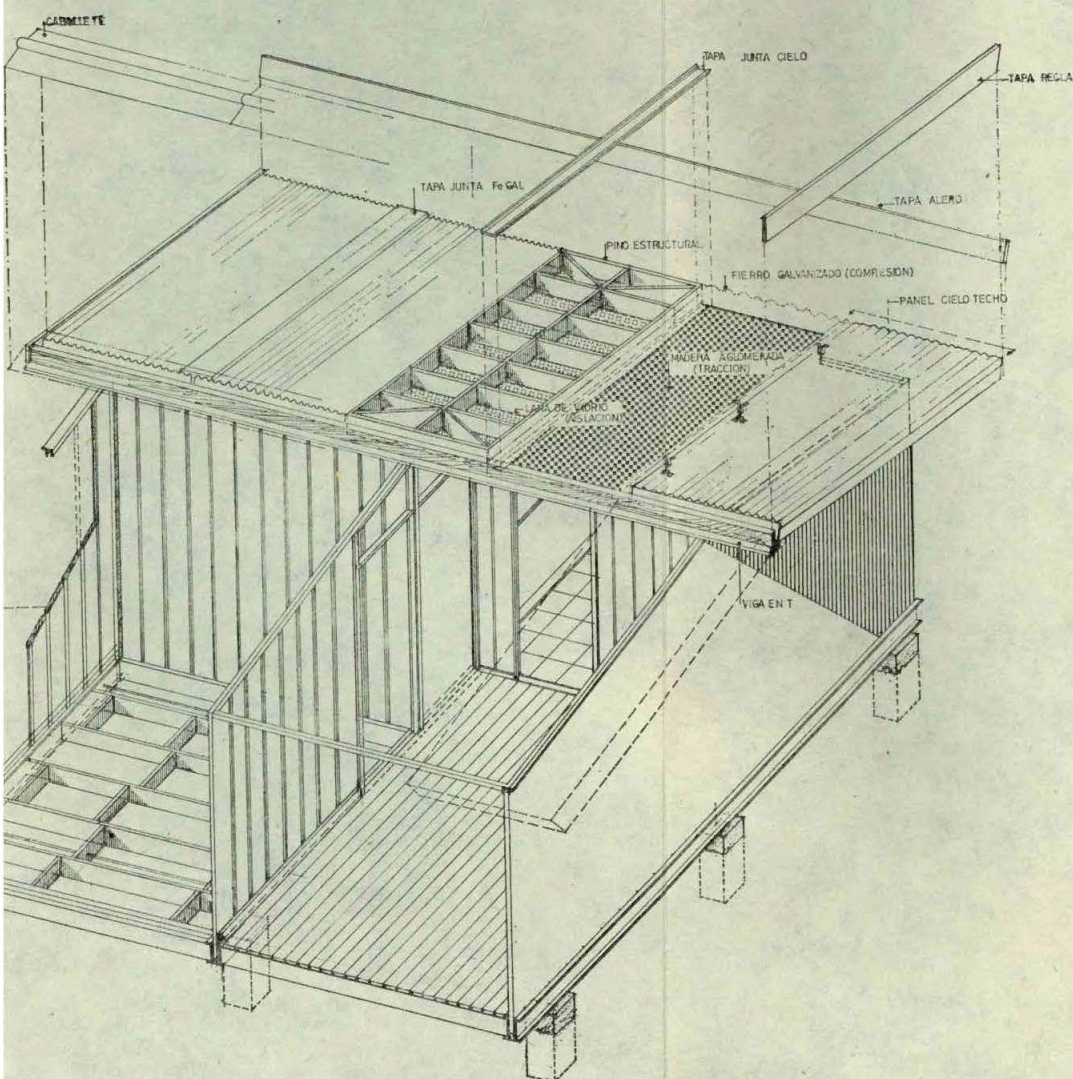 CABALLETE
TAPA JUNTA CIELO
TAPA REGLA
TAPA JUNTA Fe GAL
TAPA ALERO
PINO ESTRUCTURAL
FIERRO GALVANIZADO (COMPRESION)
PANEL CIELO TECHO
MADERA AGLOMERADA
(TRACCION)
LANA DE VIDRIO
(AISLACION)
VIGA EN T